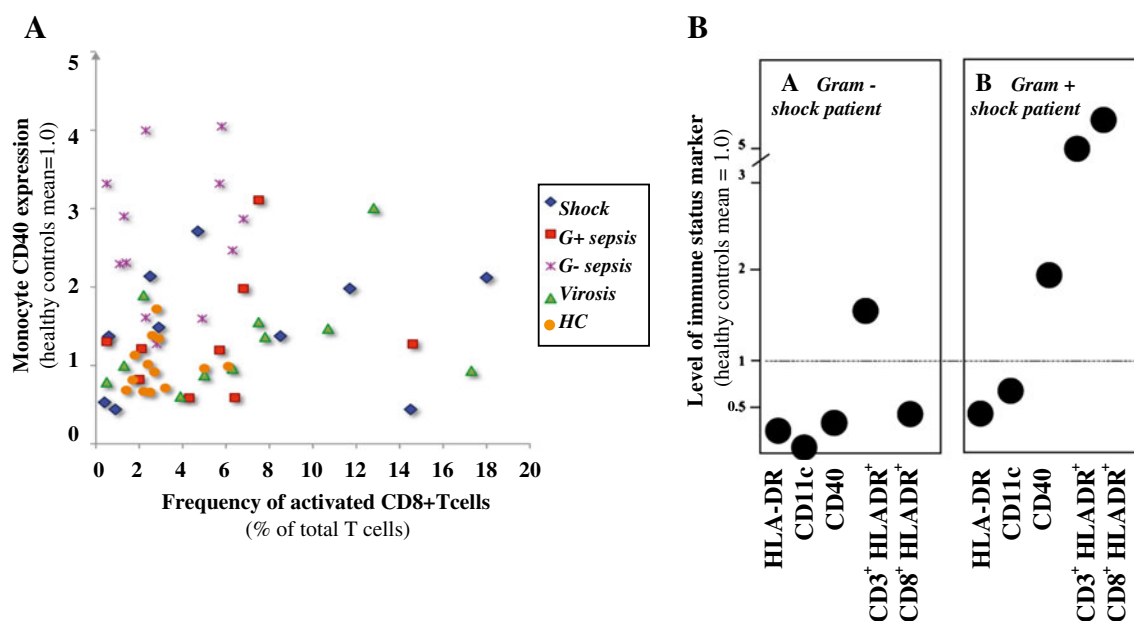 A
Monocyte CD40 expression
(healthy controls mean=1.0)
5
4
3
2
1
0
0 2 4 6 8 10 12 14 16 18 20
Frequency of activated CD8+Tcells
(% of total T cells)
Shock
G+ sepsis
G- sepsis
Virosis
HC
B
Level of immune status marker
(healthy controls mean = 1.0)
5
3
2
1
0.5
A Gram -
shock patient
HLA-DR
CD11c
CD40
CD3⁺ HLADR⁺
CD8⁺ HLADR⁺
B Gram +
shock patient
HLA-DR
CD11c
CD40
CD3⁺ HLADR⁺
CD8⁺ HLADR⁺